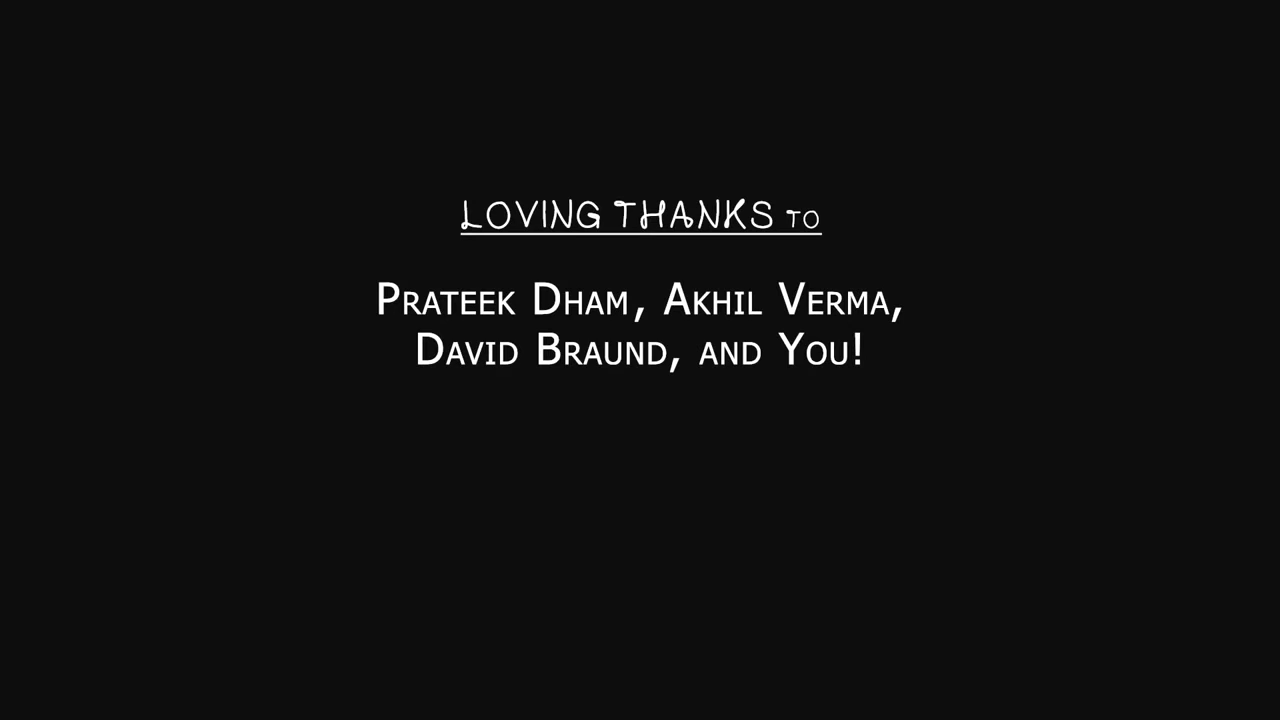 LOVING THANKS TO
PRATEEK DHAM, AKHIL VERMA,
DAVID BRAUND, AND YOU!